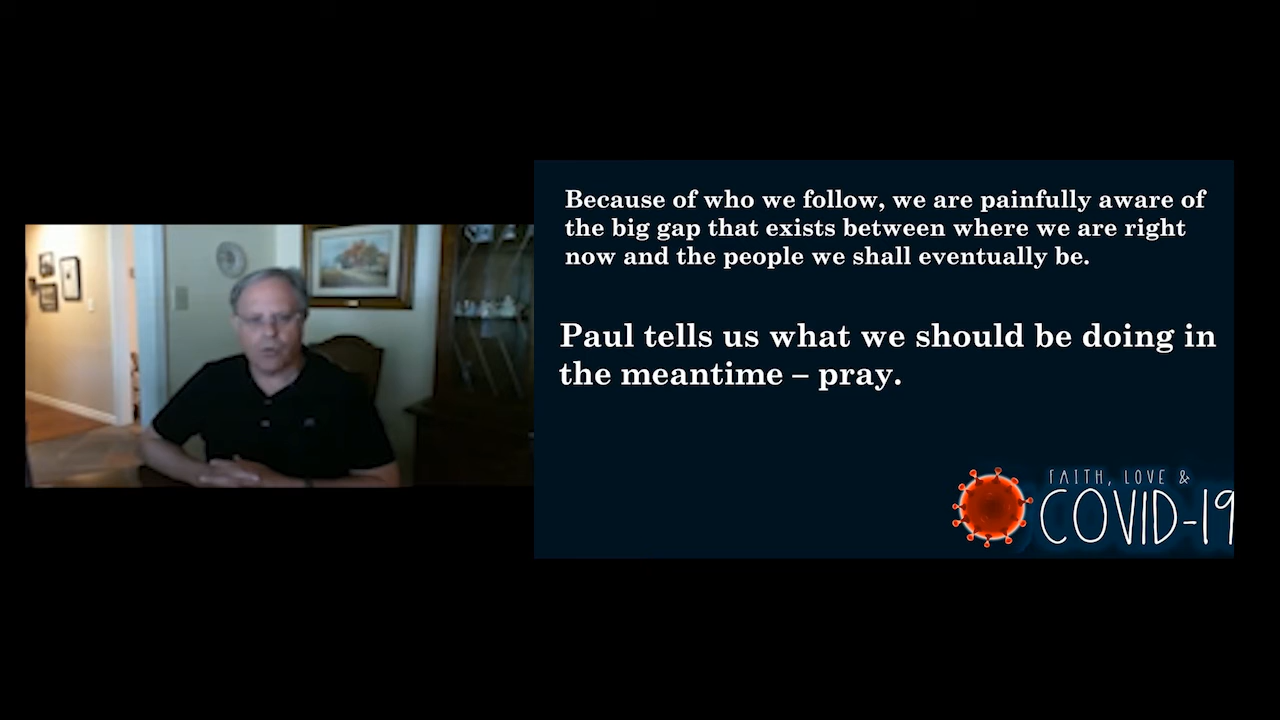 Because of who we follow, we are painfully aware of
the big gap that exists between where we are right
now and the people we shall eventually be.
Paul tells us what we should be doing in
the meantime – pray.
FAITH, LOVE &
COVID-19